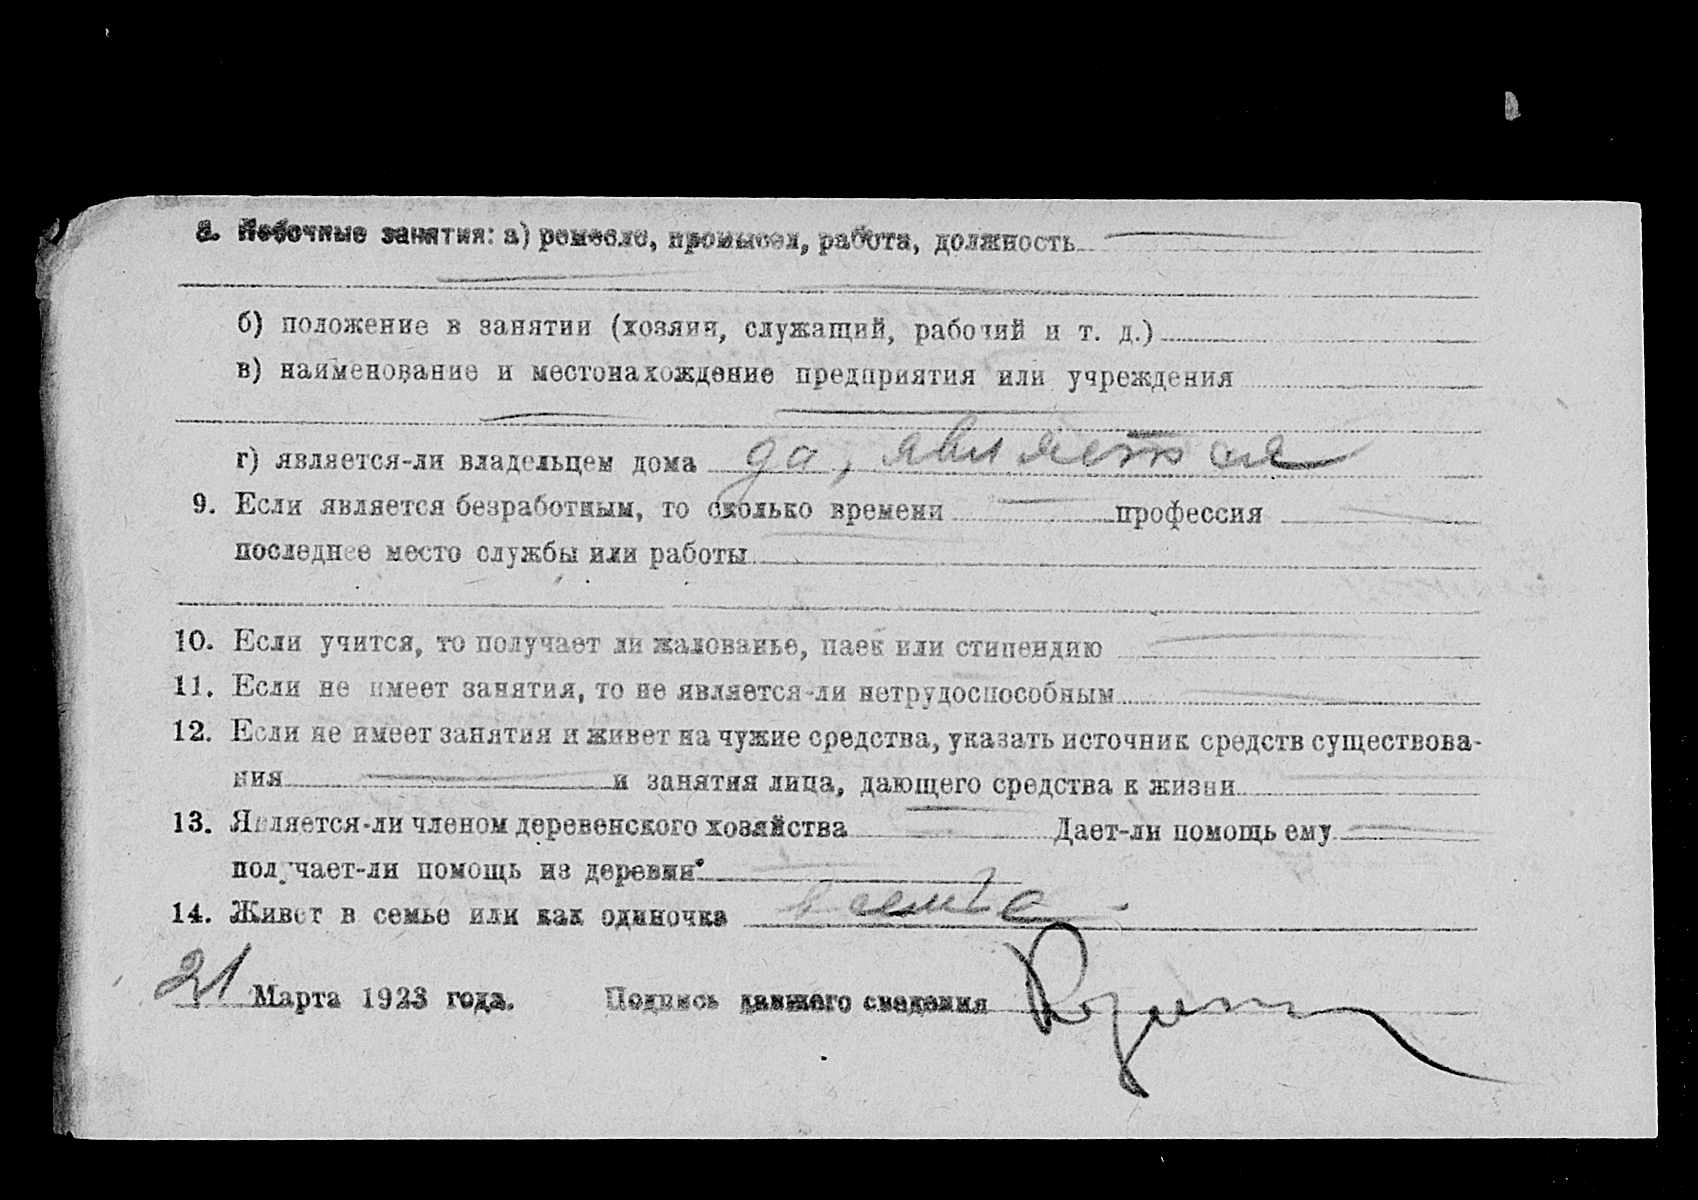 8. Побочные занятия: а) ремесло, промысел, работа, должность
б) положение в занятии (хозяин, служащий, рабочий и т. д.)
в) наименование и местонахождение предприятия или учреждения
г) является-ли владельцем дома да, является
9. Если является безработным, то сколько времени профессия
последнее место службы или работы
10. Если учится, то получает ли жалованье, паек или стипендию
11. Если не имеет занятия, то не является-ли нетрудоспособным
12. Если не имеет занятия и живет на чужие средства, указать источник средств существова-
ния и занятия лица, дающего средства к жизни
13. Является-ли членом деревенского хозяйства Дает-ли помощь ему
получает-ли помощь из деревни
14. Живет в семье или как одиночка в семье
21 Марта 1923 года. Подпись давшего сведения